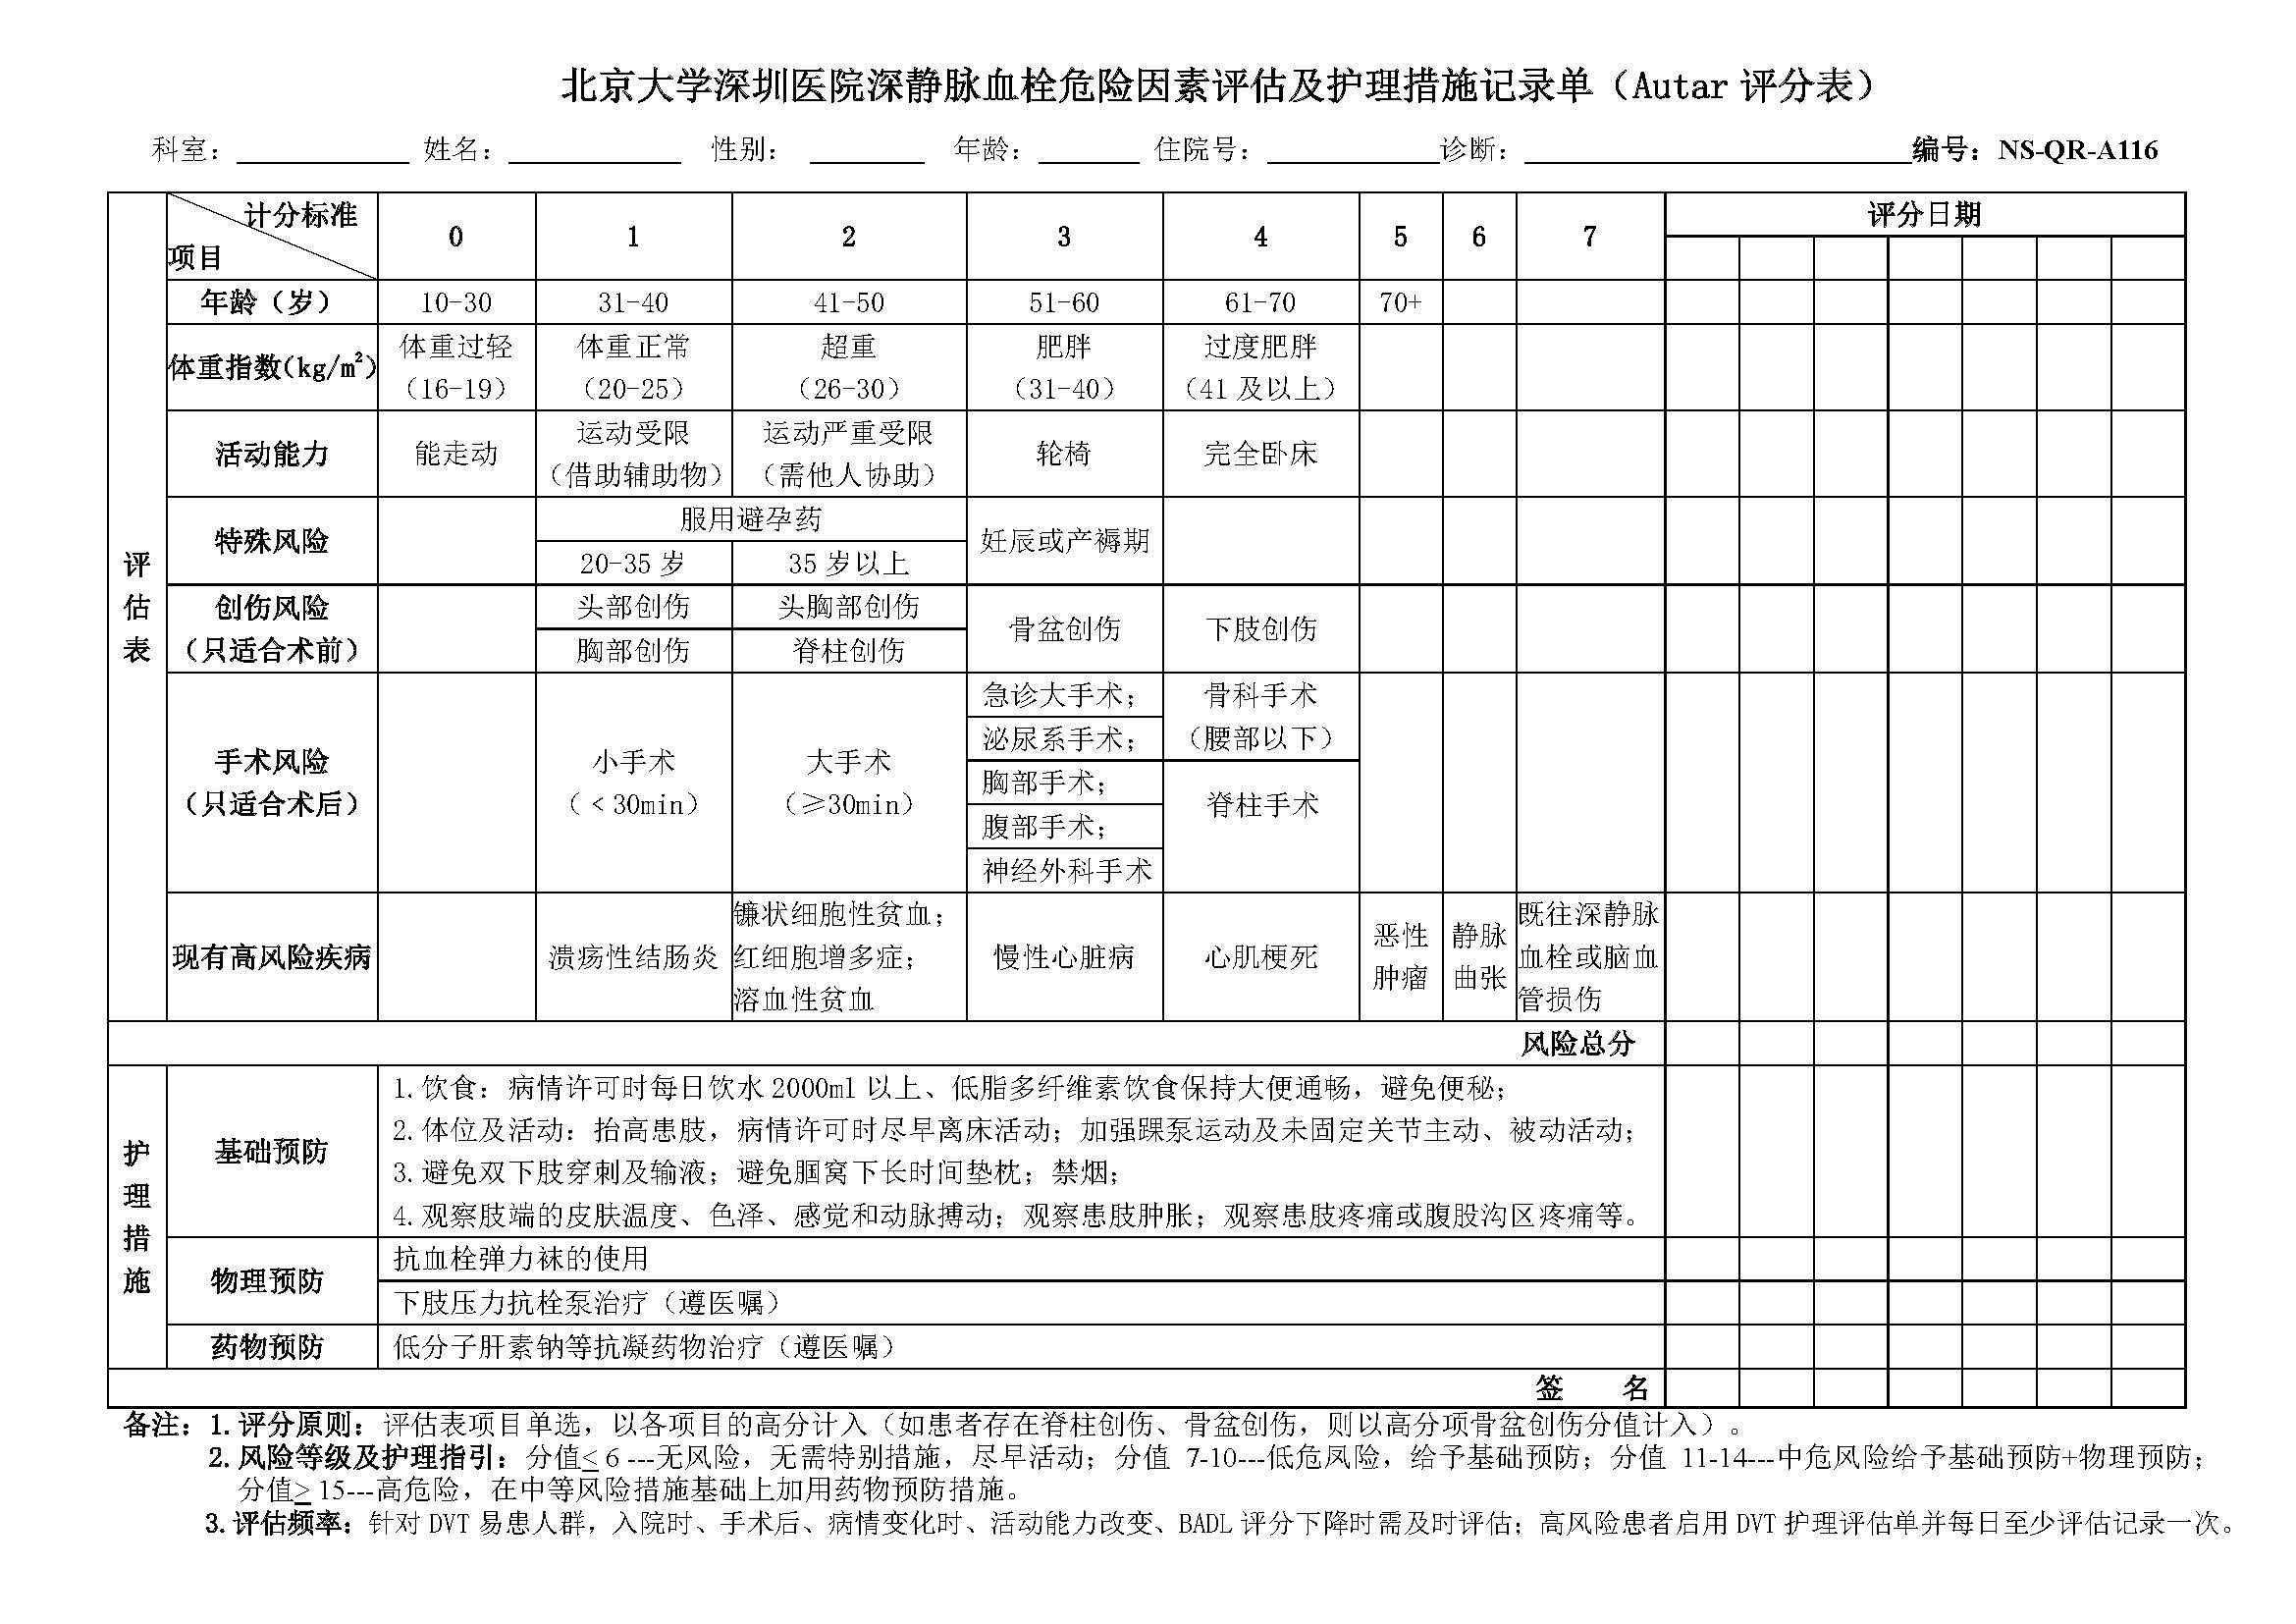 北京大学深圳医院深静脉血栓危险因素评估及护理措施记录单（Autar 评分表）
科室： 姓名： 性别： 年龄： 住院号： 诊断： 编号：NS-QR-A116
计分标准
项目
0 1 2 3 4 5 6 7
评分日期
评估表
年龄（岁） 10-30 31-40 41-50 51-60 61-70 70+
体重指数(kg/m²)
体重过轻
（16-19）
体重正常
（20-25）
超重
（26-30）
肥胖
（31-40）
过度肥胖
（41 及以上）
活动能力
能走动
运动受限
（借助辅助物）
运动严重受限
（需他人协助）
轮椅
完全卧床
特殊风险
服用避孕药
20-35 岁
35 岁以上
妊辰或产褥期
创伤风险
（只适合术前）
头部创伤
胸部创伤
头胸部创伤
脊柱创伤
骨盆创伤
下肢创伤
手术风险
（只适合术后）
小手术
（﹤30min）
大手术
（≥30min）
急诊大手术；
泌尿系手术；
胸部手术；
腹部手术；
神经外科手术
骨科手术
（腰部以下）
脊柱手术
现有高风险疾病
溃疡性结肠炎
镰状细胞性贫血；
红细胞增多症；
溶血性贫血
慢性心脏病
心肌梗死
恶性
肿瘤
静脉
曲张
既往深静脉
血栓或脑血
管损伤
风险总分
护理措施
基础预防
1.饮食：病情许可时每日饮水 2000ml 以上、低脂多纤维素饮食保持大便通畅，避免便秘；
2.体位及活动：抬高患肢，病情许可时尽早离床活动；加强踝泵运动及未固定关节主动、被动活动；
3.避免双下肢穿刺及输液；避免腘窝下长时间垫枕；禁烟；
4.观察肢端的皮肤温度、色泽、感觉和动脉搏动；观察患肢肿胀；观察患肢疼痛或腹股沟区疼痛等。
物理预防
抗血栓弹力袜的使用
下肢压力抗栓泵治疗（遵医嘱）
药物预防
低分子肝素钠等抗凝药物治疗（遵医嘱）
签 名
备注：1.评分原则：评估表项目单选，以各项目的高分计入（如患者存在脊柱创伤、骨盆创伤，则以高分项骨盆创伤分值计入）。
2.风险等级及护理指引：分值≤ 6 ---无风险，无需特别措施，尽早活动；分值 7-10---低危风险，给予基础预防；分值 11-14---中危风险给予基础预防+物理预防；
分值≥ 15---高危险，在中等风险措施基础上加用药物预防措施。
3.评估频率：针对 DVT 易患人群，入院时、手术后、病情变化时、活动能力改变、BADL 评分下降时需及时评估；高风险患者启用 DVT 护理评估单并每日至少评估记录一次。